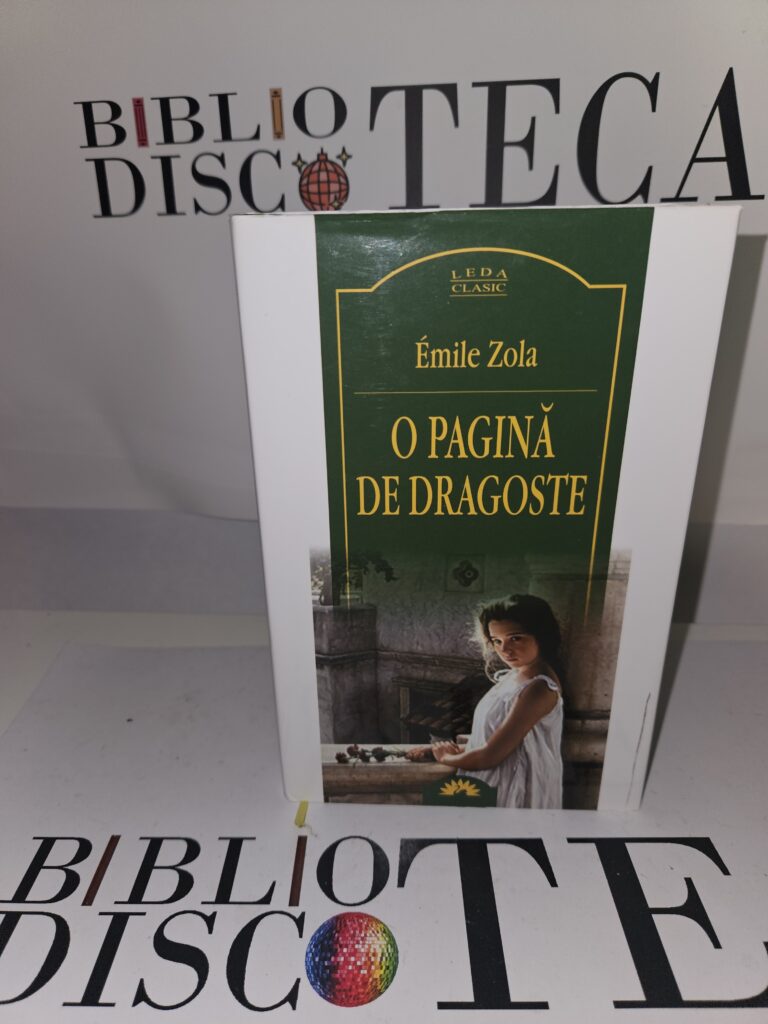 BIBLIO
DISCO
TECA
LEDA
CLASIC
Émile Zola
O PAGINĂ
DE DRAGOSTE
BIBLIO
DISCO
TE